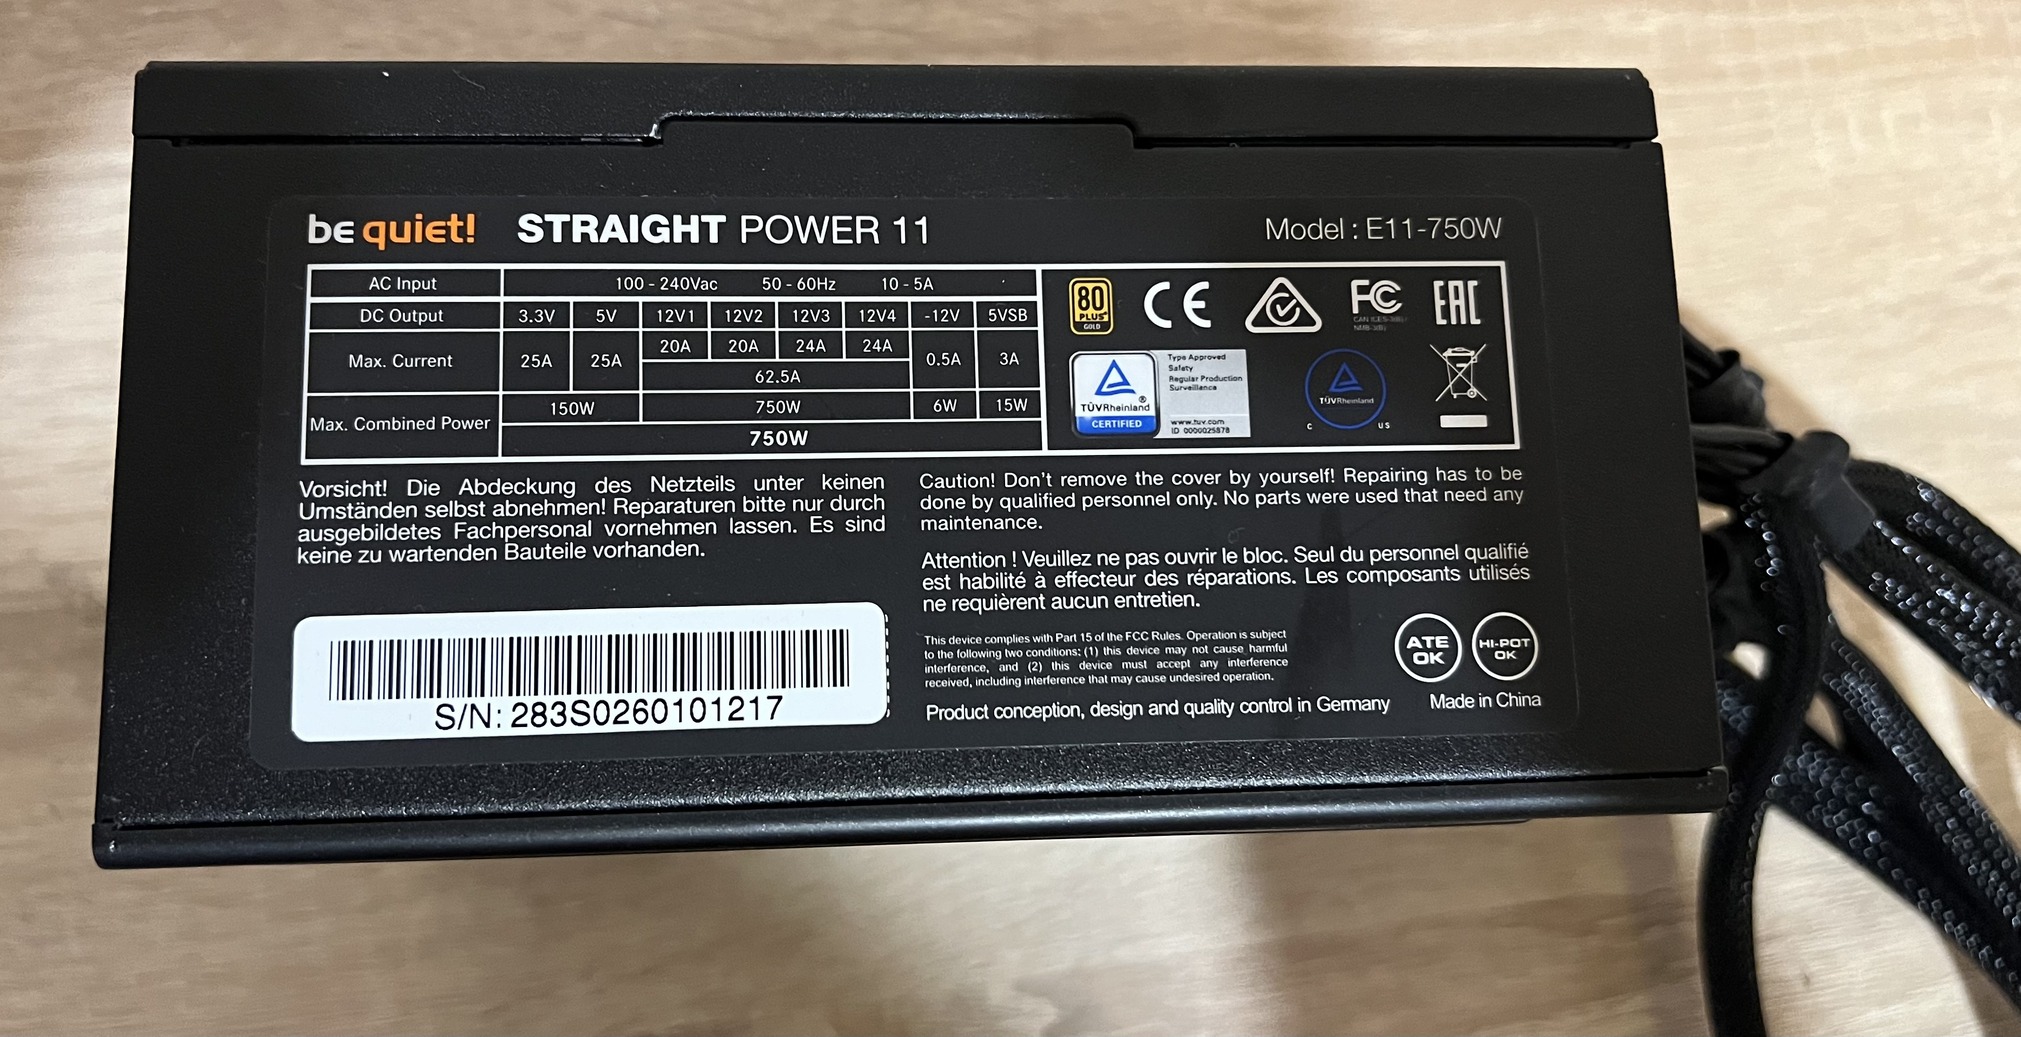 be quiet! STRAIGHT POWER 11
Model : E11-750W
AC Input 100 - 240Vac 50 - 60Hz 10 - 5A
DC Output 3.3V 5V 12V1 12V2 12V3 12V4 -12V 5VSB
Max. Current 25A 25A 20A 20A 24A 24A 0.5A 3A
62.5A
Max. Combined Power 150W 750W 6W 15W
750W
80
PLUS
GOLD
CE
FC
CAN ICES-3(B)/
NMB-3(B)
EAC
TÜVRheinland®
CERTIFIED
Type Approved
Safety
Regular Production
Surveillance
www.tuv.com
ID 0000025878
TÜVRheinland
C US
Vorsicht! Die Abdeckung des Netzteils unter keinen
Umständen selbst abnehmen! Reparaturen bitte nur durch
ausgebildetes Fachpersonal vornehmen lassen. Es sind
keine zu wartenden Bauteile vorhanden.
Caution! Don't remove the cover by yourself! Repairing has to be
done by qualified personnel only. No parts were used that need any
maintenance.
Attention ! Veuillez ne pas ouvrir le bloc. Seul du personnel qualifié
est habilité à effecteur des réparations. Les composants utilisés
ne requièrent aucun entretien.
S/N: 283S0260101217
This device complies with Part 15 of the FCC Rules. Operation is subject
to the following two conditions: (1) this device may not cause harmful
interference, and (2) this device must accept any interference
received, including interference that may cause undesired operation.
ATE
OK
HI-POT
OK
Product conception, design and quality control in Germany
Made in China